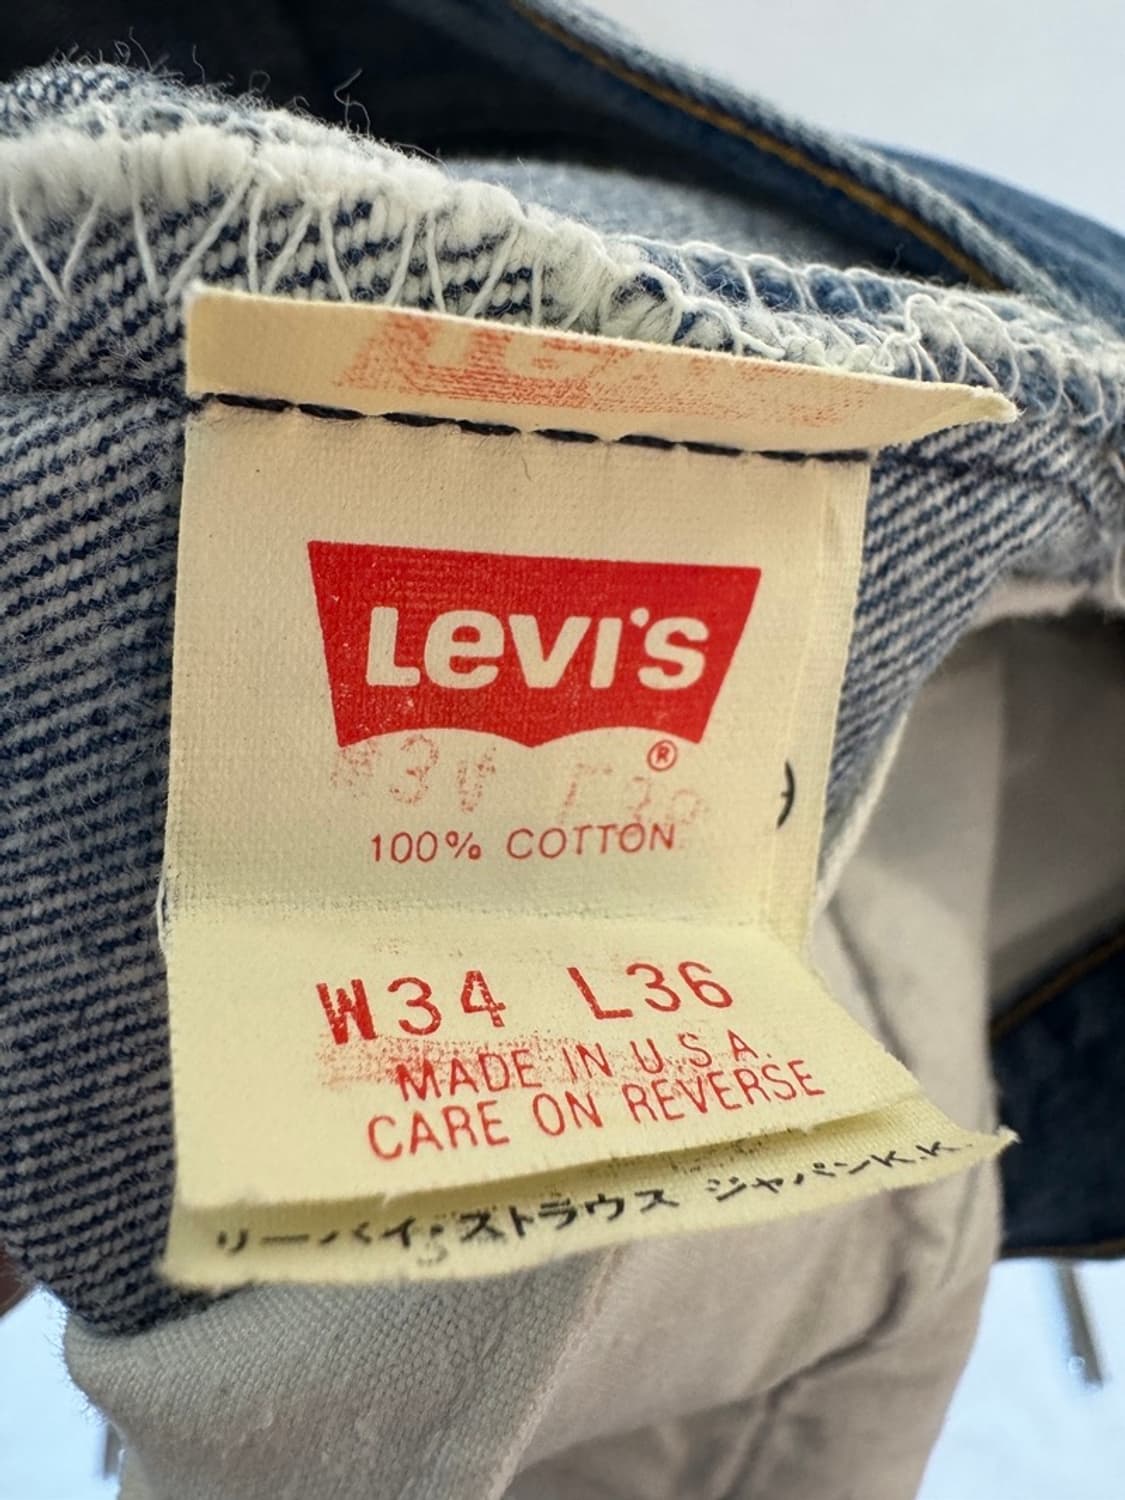 Levi's
®
100% COTTON
W34 L36
MADE IN U.S.A.
CARE ON REVERSE
リーバイ・ストラウス ジャパンK.K.